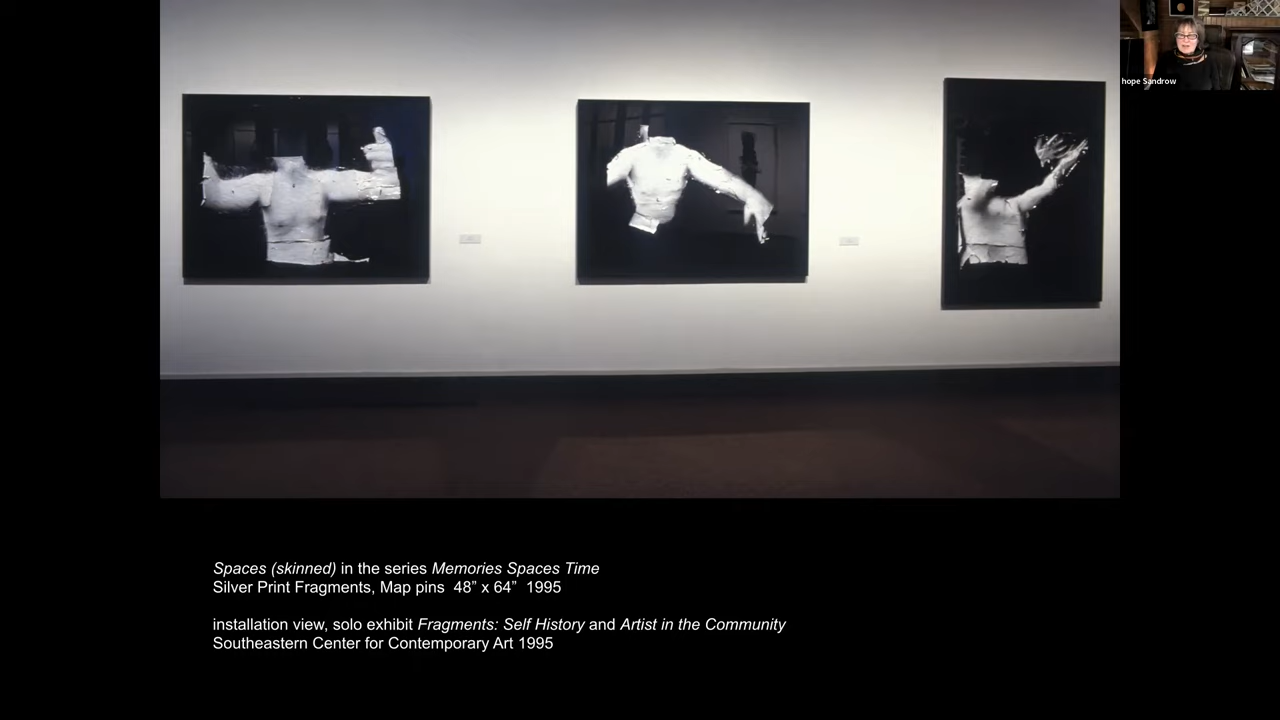 hope Sandrow
Spaces (skinned) in the series Memories Spaces Time
Silver Print Fragments, Map pins 48” x 64” 1995
installation view, solo exhibit Fragments: Self History and Artist in the Community
Southeastern Center for Contemporary Art 1995